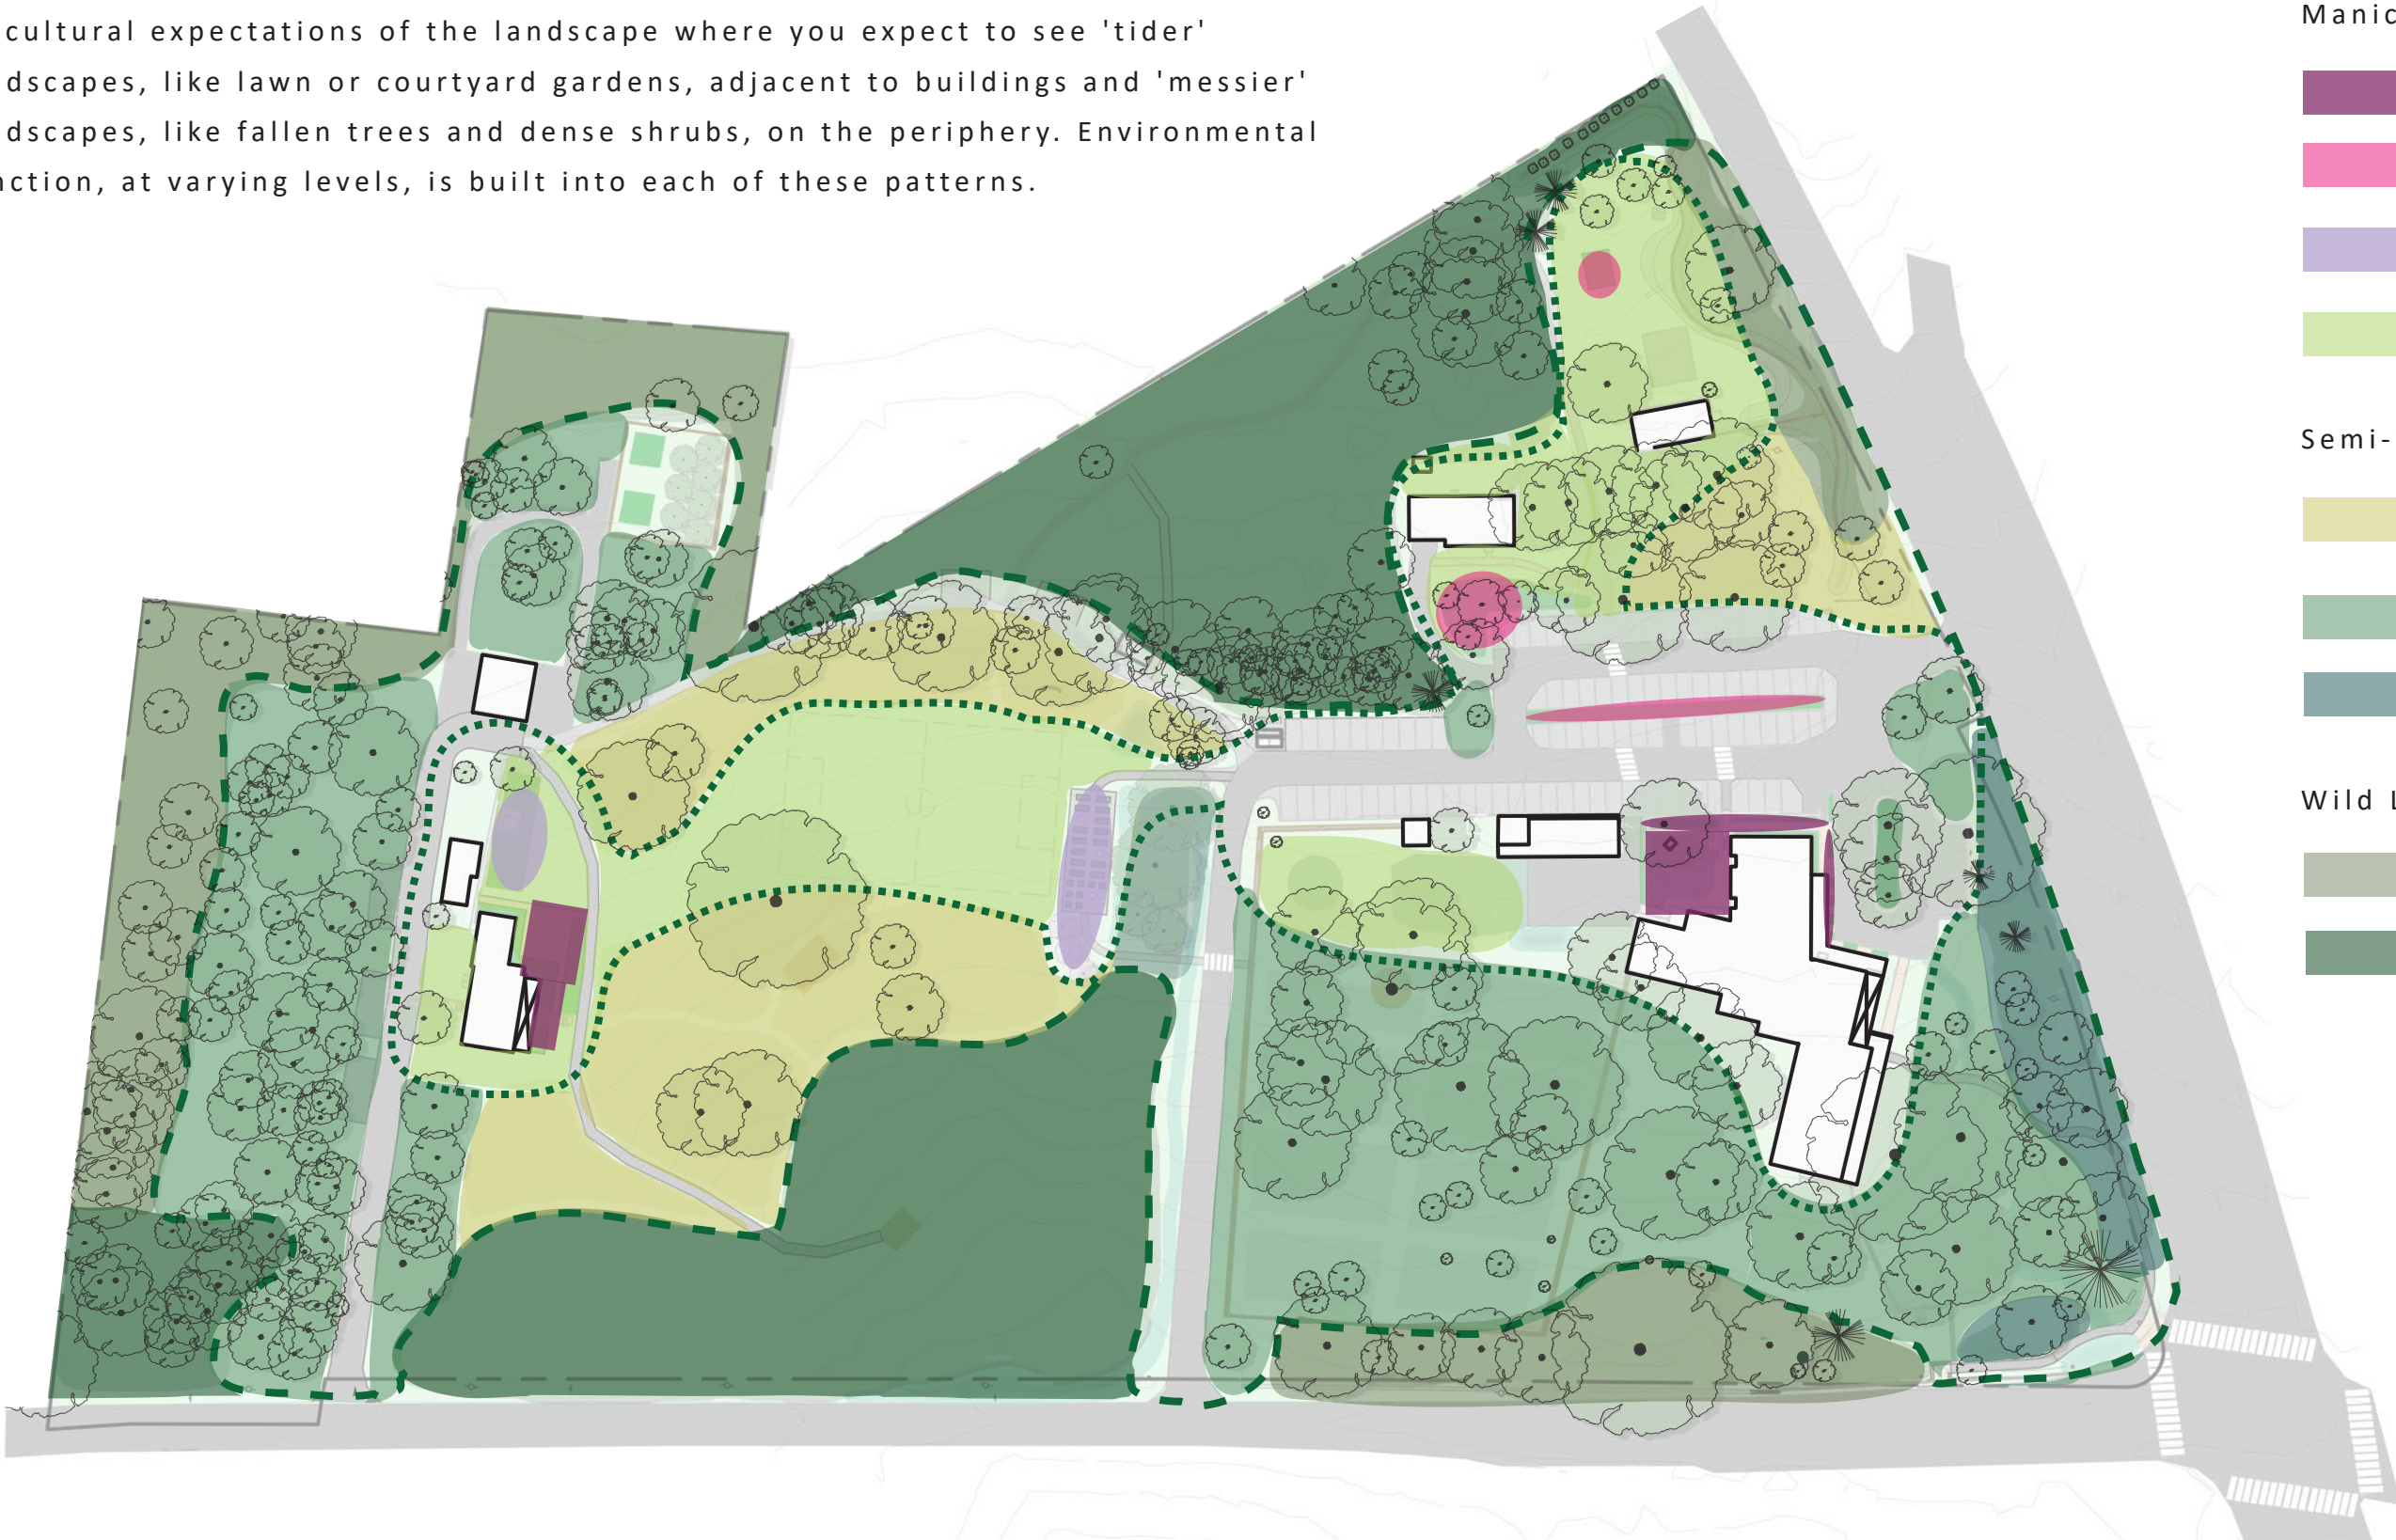 cultural expectations of the landscape where you expect to see 'tider'
dscapes, like lawn or courtyard gardens, adjacent to buildings and 'messier'
dscapes, like fallen trees and dense shrubs, on the periphery. Environmental
nction, at varying levels, is built into each of these patterns.
Manic
Semi-
Wild L